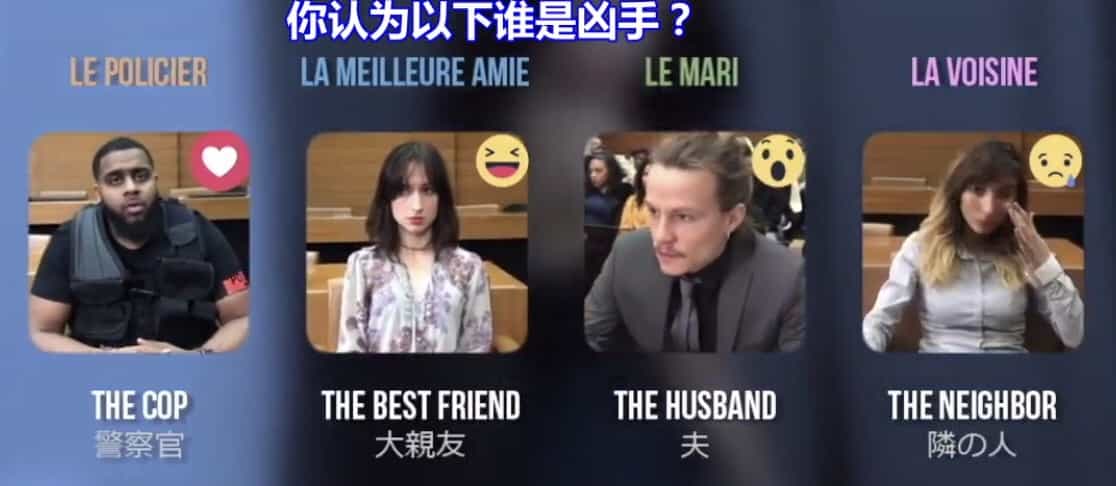 你认为以下谁是凶手？
LE POLICIER
LA MEILLEURE AMIE
LE MARI
LA VOISINE
THE COP
THE BEST FRIEND
THE HUSBAND
THE NEIGHBOR
警察官
大親友
夫
隣の人